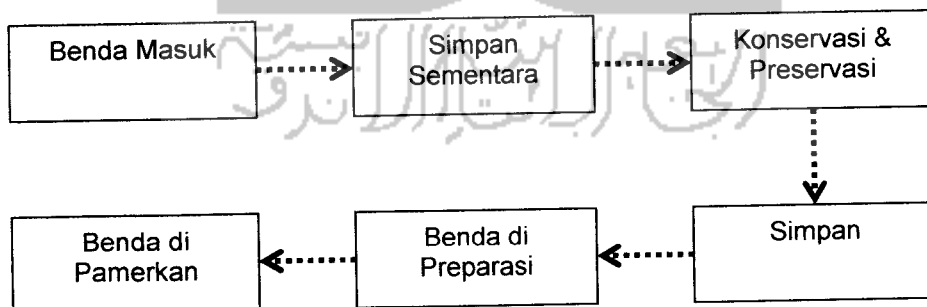 Benda Masuk
Simpan
Sementara
Konservasi &
Preservasi
Simpan
Benda di
Preparasi
Benda di
Pamerkan